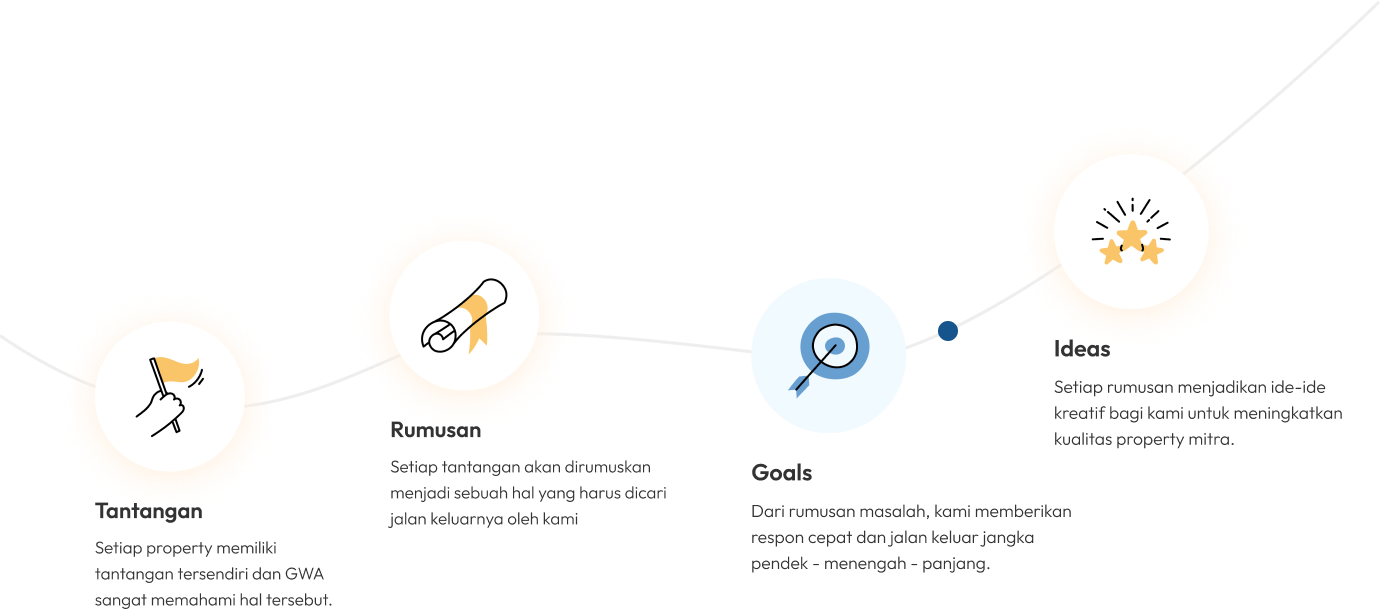 Tantangan
Setiap property memiliki
tantangan tersendiri dan GWA
sangat memahami hal tersebut.
Rumusan
Setiap tantangan akan dirumuskan
menjadi sebuah hal yang harus dicari
jalan keluarnya oleh kami
Goals
Dari rumusan masalah, kami memberikan
respon cepat dan jalan keluar jangka
pendek - menengah - panjang.
Ideas
Setiap rumusan menjadikan ide-ide
kreatif bagi kami untuk meningkatkan
kualitas property mitra.